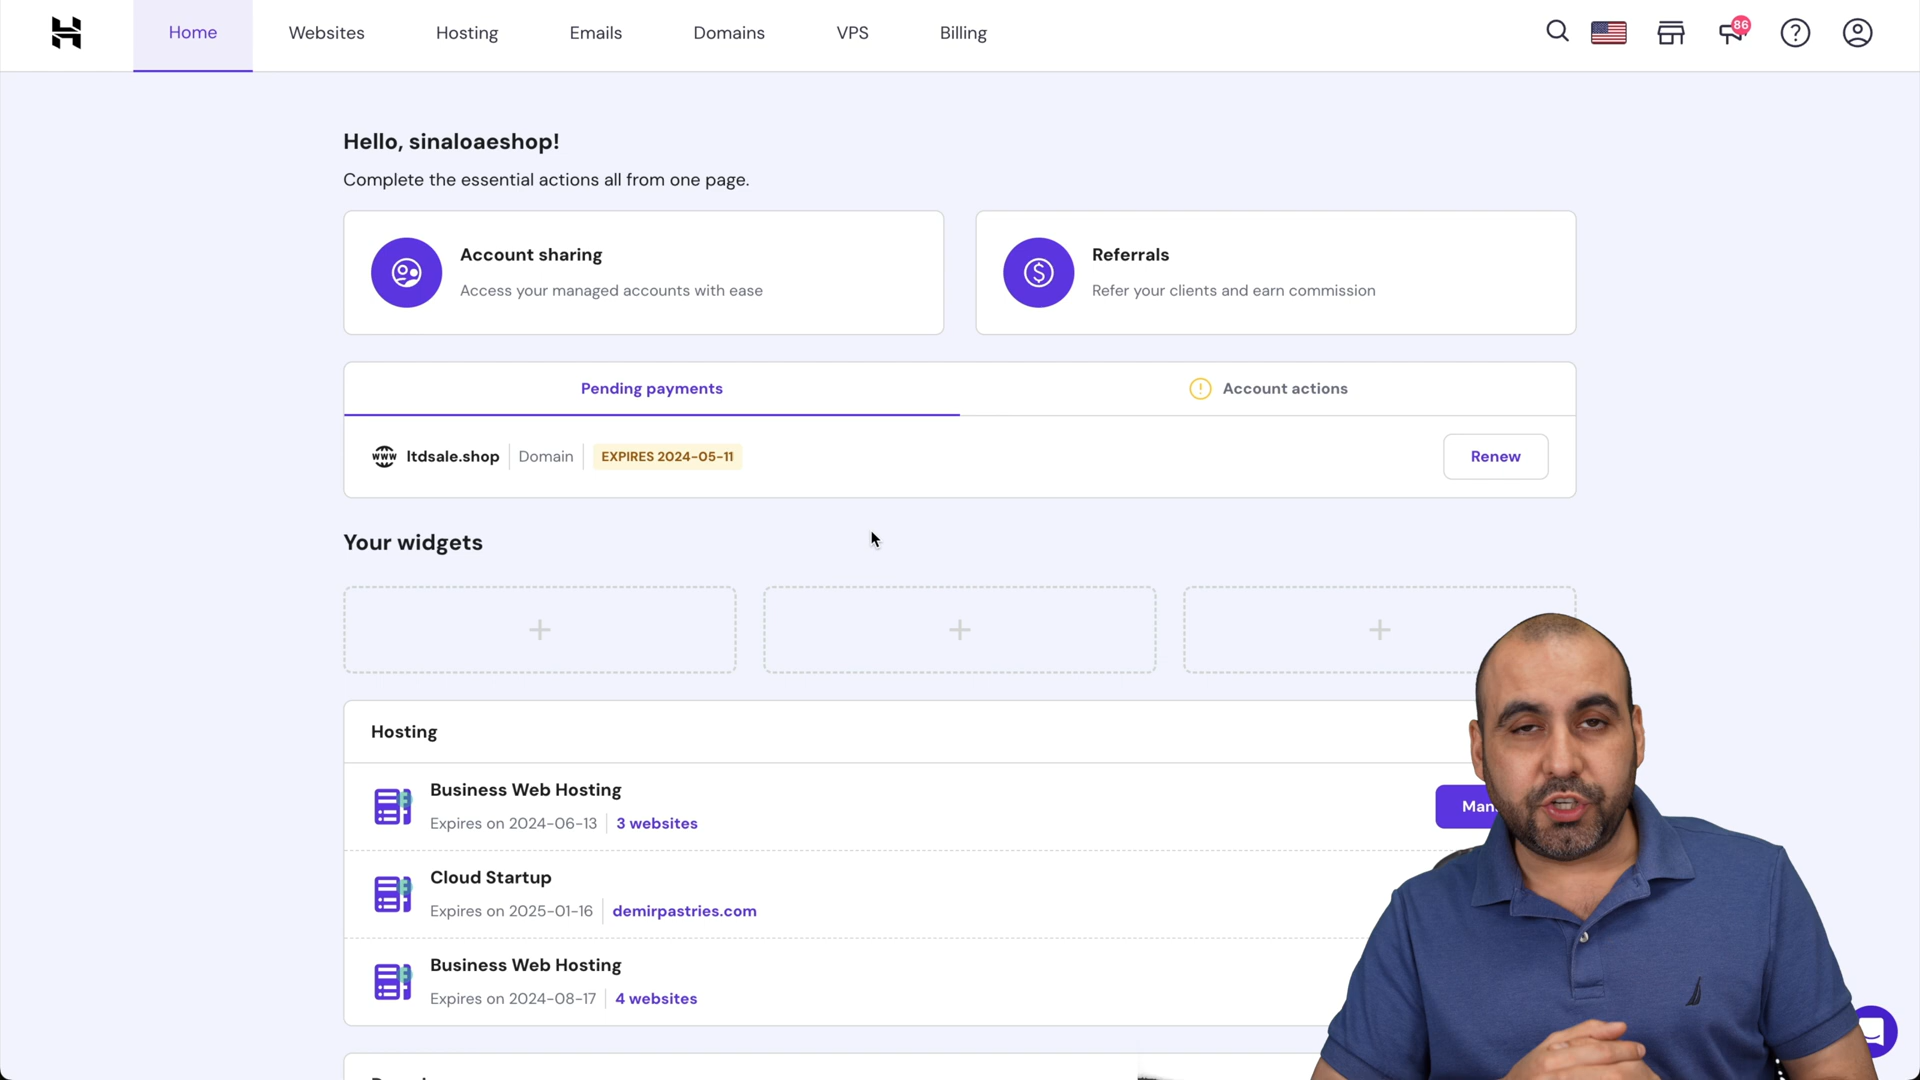 Home
Websites
Hosting
Emails
Domains
VPS
Billing
86
Hello, sinaloaeshop!
Complete the essential actions all from one page.
Account sharing
Access your managed accounts with ease
Referrals
Refer your clients and earn commission
Pending payments
Account actions
www ltdsale.shop Domain EXPIRES 2024-05-11
Renew
Your widgets
Hosting
Business Web Hosting
Expires on 2024-06-13 3 websites
Cloud Startup
Expires on 2025-01-16 demirpastries.com
Business Web Hosting
Expires on 2024-08-17 4 websites